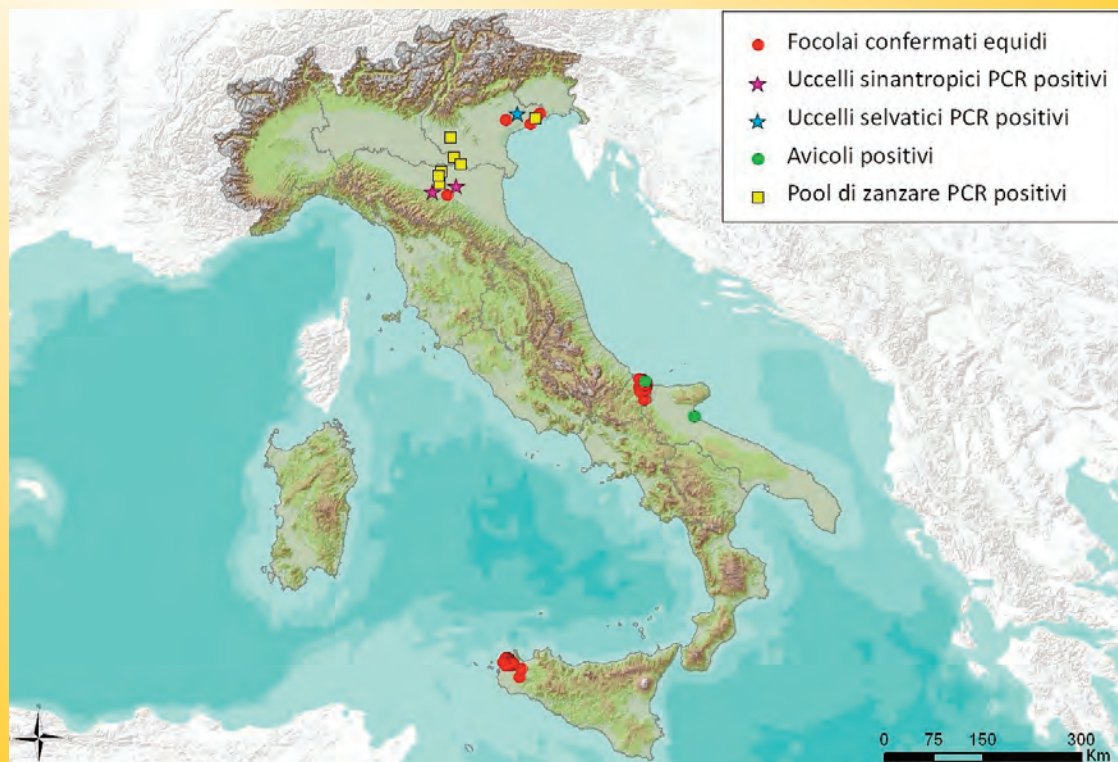 Focolai confermati equidi
Uccelli sinantropici PCR positivi
Uccelli selvatici PCR positivi
Avicoli positivi
Pool di zanzare PCR positivi
0 75 150 300
Km